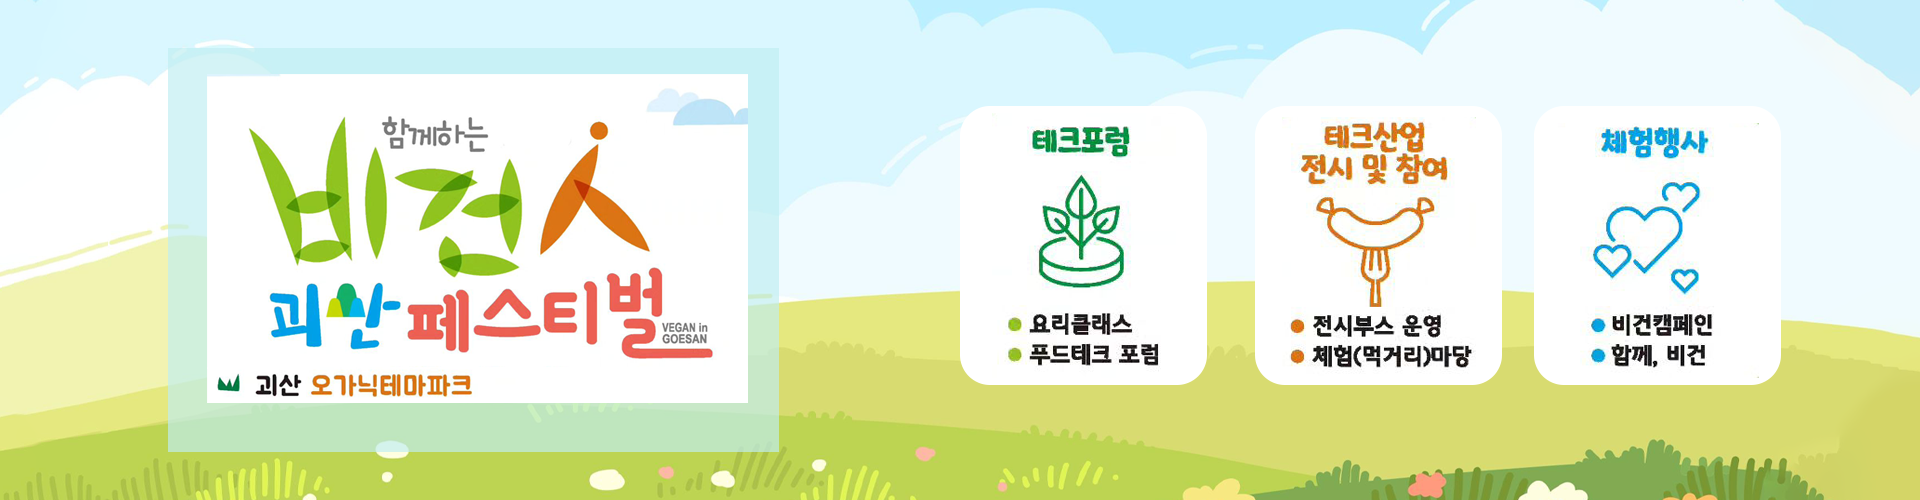 함께하는
비건人
괴산 페스티벌
VEGAN in
GOESAN
괴산 오가닉테마파크
테크포럼
요리클래스
푸드테크 포럼
테크산업
전시 및 참여
전시부스 운영
체험(먹거리)마당
체험행사
비건캠페인
함께, 비건